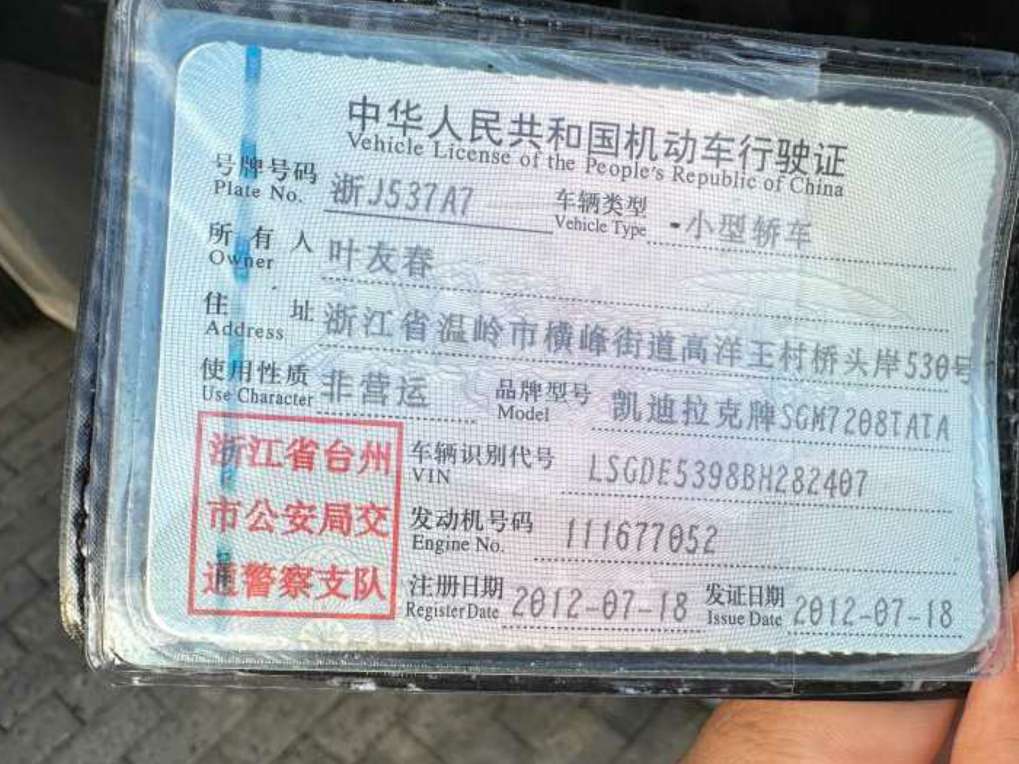 中华人民共和国机动车行驶证
Vehicle License of the People's Republic of China
号牌号码 浙J537A7 车辆类型 小型轿车
Plate No. Vehicle Type
所有人 叶友春
Owner
住址 浙江省温岭市横峰街道高洋王村桥头岸530号
Address
使用性质 非营运 品牌型号 凯迪拉克牌SGM7208TATA
Use Character Model
浙江省台州
市公安局交
通警察支队
车辆识别代号 LSGDE5398BH282407
VIN
发动机号码 111677052
Engine No.
注册日期 2012-07-18 发证日期 2012-07-18
Register Date Issue Date